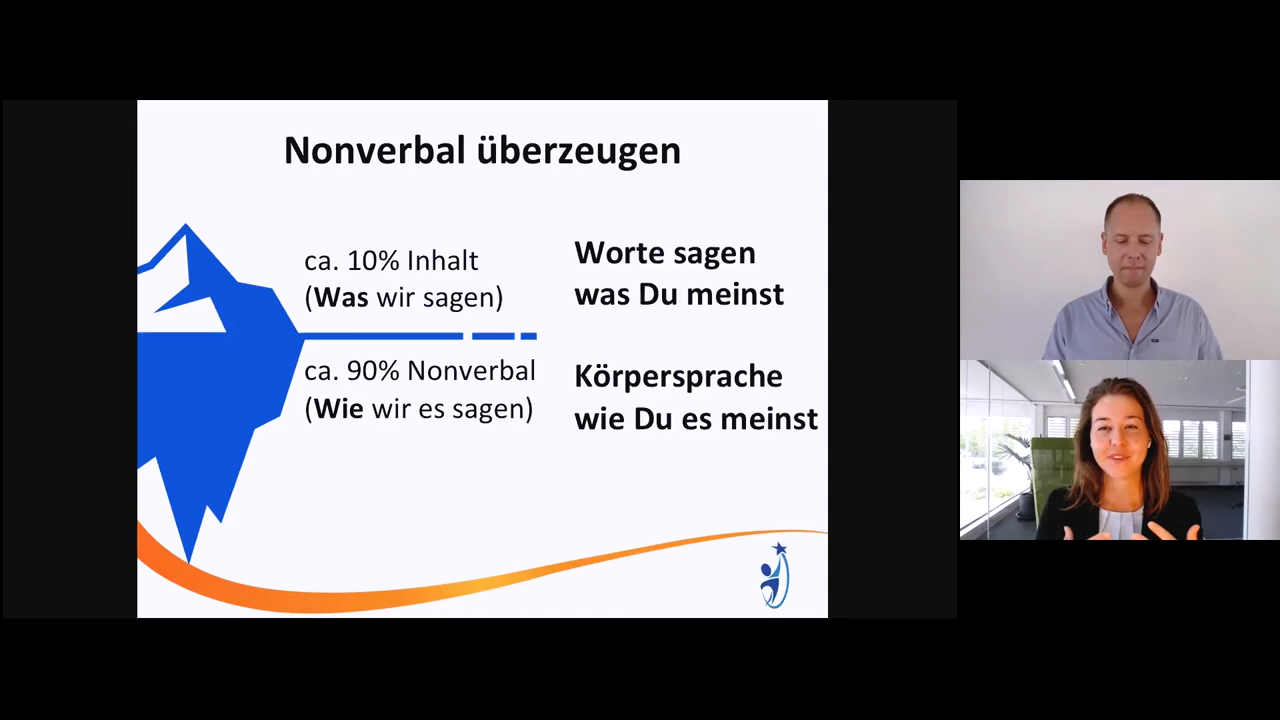 Nonverbal überzeugen
ca. 10% Inhalt
(Was wir sagen)
Worte sagen
was Du meinst
ca. 90% Nonverbal
(Wie wir es sagen)
Körpersprache
wie Du es meinst